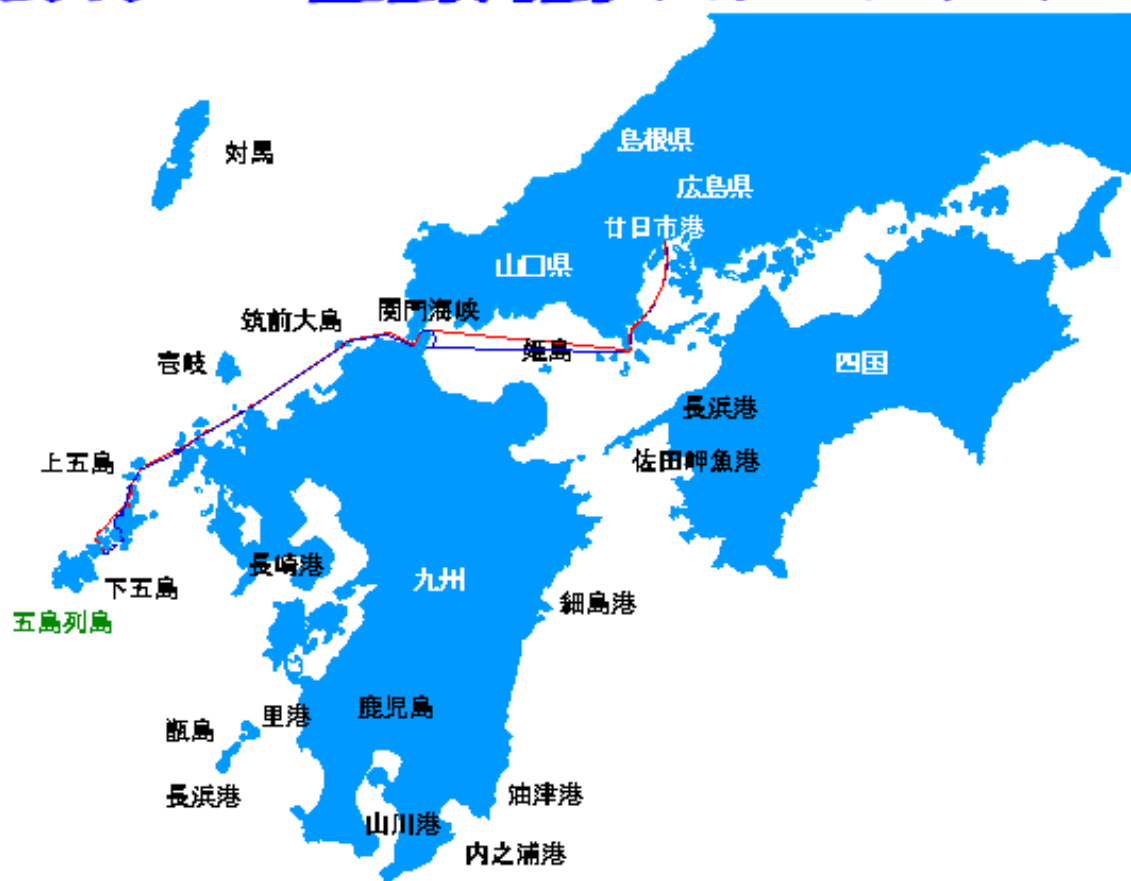 対馬
島根県
広島県
廿日市港
山口県
関門海峡
筑前大島
姫島
壱岐
四国
長浜港
上五島
佐田岬魚港
長崎港
九州
下五島
細島港
五島列島
鹿児島
里港
甑島
長浜港
油津港
山川港
内之浦港